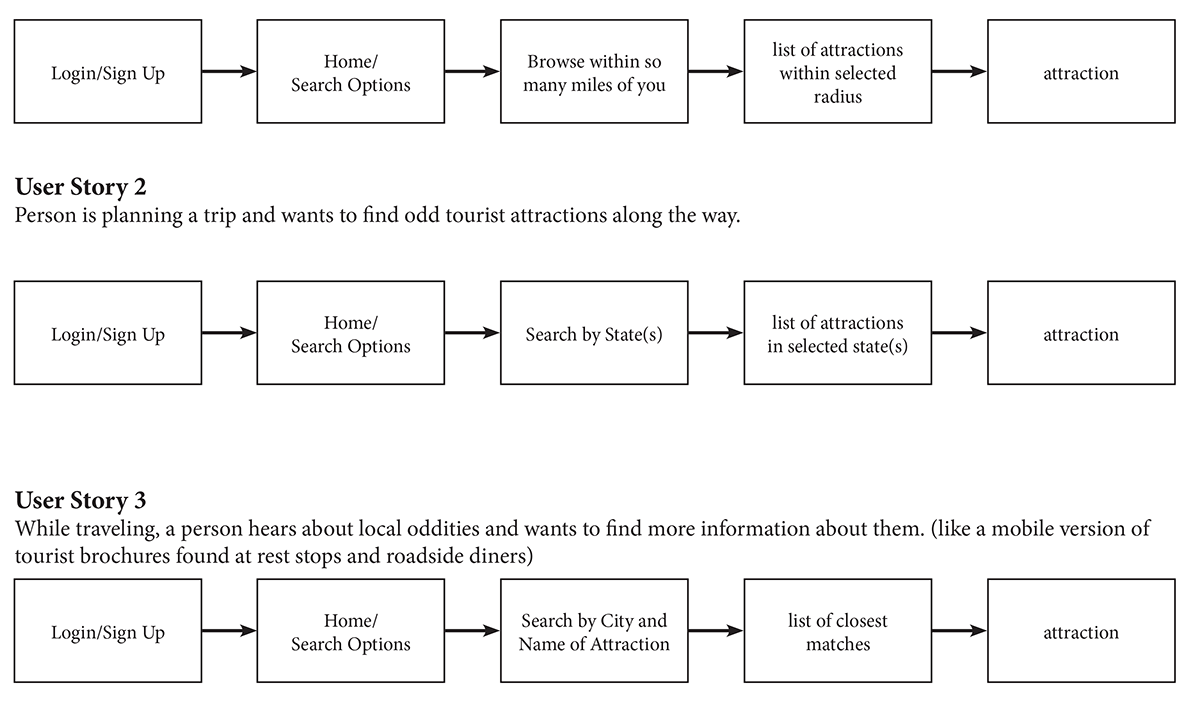 Login/Sign Up
Home/
Search Options
Browse within so
many miles of you
list of attractions
within selected
radius
attraction
User Story 2
Person is planning a trip and wants to find odd tourist attractions along the way.
Login/Sign Up
Home/
Search Options
Search by State(s)
list of attractions
in selected state(s)
attraction
User Story 3
While traveling, a person hears about local oddities and wants to find more information about them. (like a mobile version of
tourist brochures found at rest stops and roadside diners)
Login/Sign Up
Home/
Search Options
Search by City and
Name of Attraction
list of closest
matches
attraction